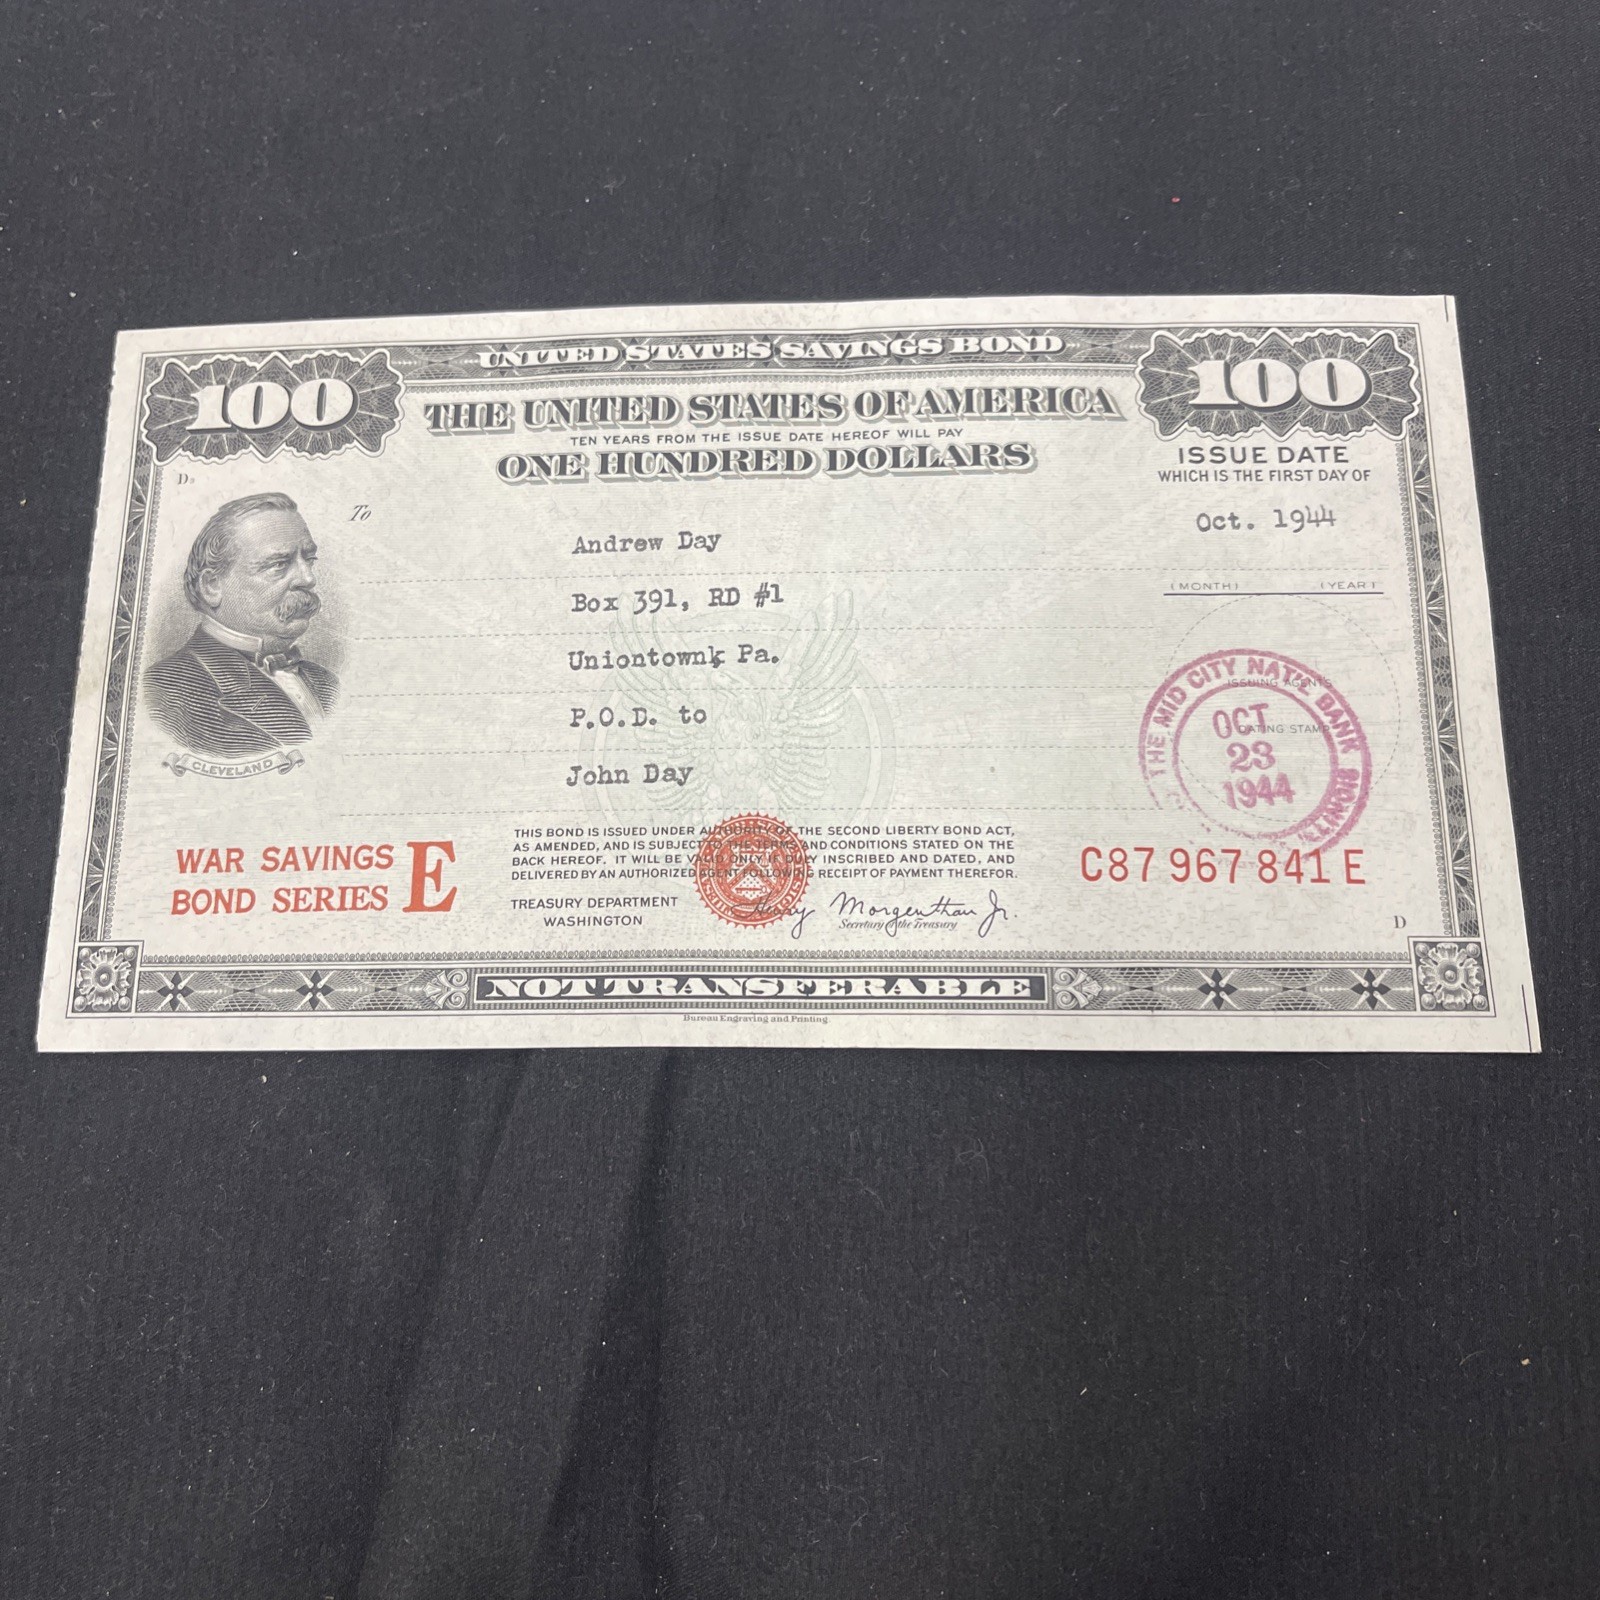 UNITED STATES SAVINGS BOND
100
100
THE UNITED STATES OF AMERICA
TEN YEARS FROM THE ISSUE DATE HEREOF WILL PAY
ONE HUNDRED DOLLARS
ISSUE DATE
WHICH IS THE FIRST DAY OF
D
To
Oct. 1944
Andrew Day
(MONTH) (YEAR)
Box 391, RD #1
Uniontownk Pa.
P.O.D. to
John Day
CLEVELAND
THE MID CITY NAT'L BANK
ISSUING AGENT'S
DATING STAMP
OCT
23
1944
WAR SAVINGS
BOND SERIES E
THIS BOND IS ISSUED UNDER AUTHORITY OF THE SECOND LIBERTY BOND ACT,
AS AMENDED, AND IS SUBJECT TO THE TERMS AND CONDITIONS STATED ON THE
BACK HEREOF. IT WILL BE VALID ONLY IF DULY INSCRIBED AND DATED, AND
DELIVERED BY AN AUTHORIZED AGENT FOLLOWING RECEIPT OF PAYMENT THEREFOR.
C87 967 841 E
TREASURY DEPARTMENT
WASHINGTON
Henry Morgenthau Jr.
Secretary of the Treasury
D
NOT TRANSFERABLE
Bureau Engraving and Printing.